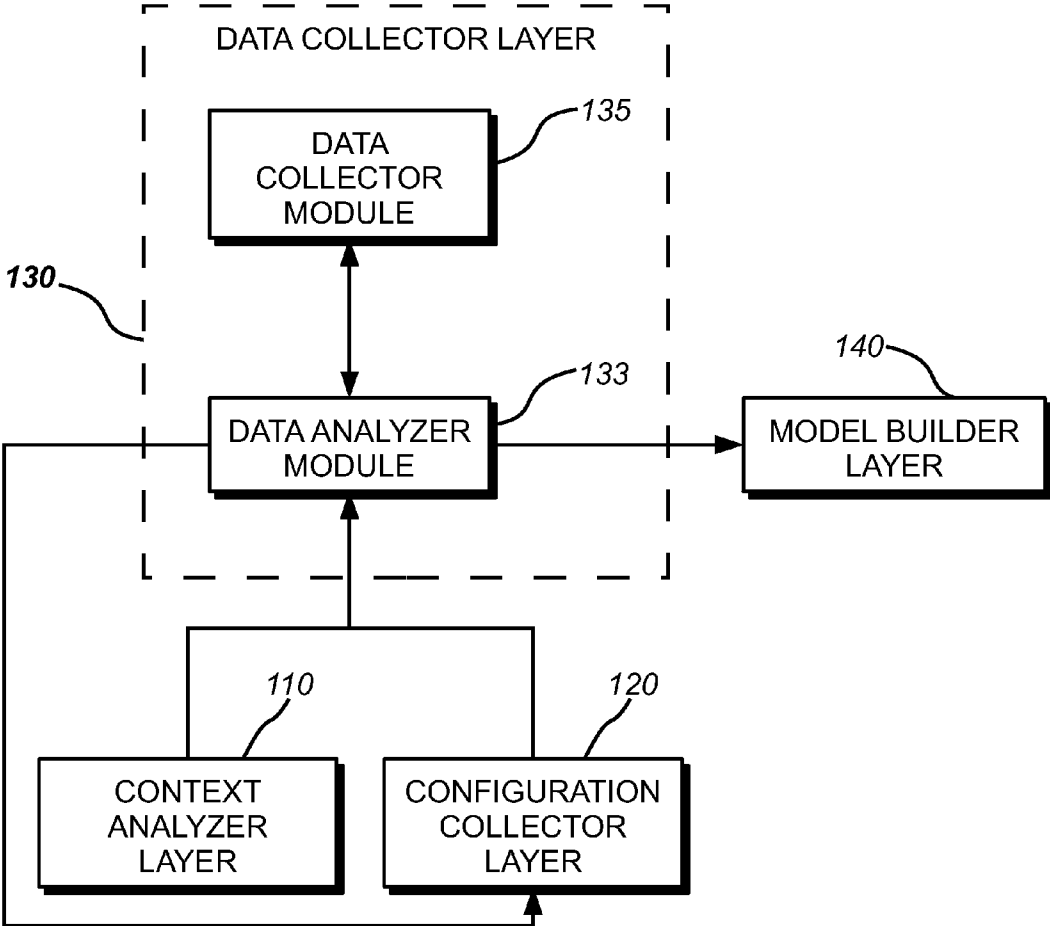 DATA COLLECTOR LAYER
135
DATA
COLLECTOR
MODULE
130
133
140
DATA ANALYZER
MODULE
MODEL BUILDER
LAYER
110
120
CONTEXT
ANALYZER
LAYER
CONFIGURATION
COLLECTOR
LAYER